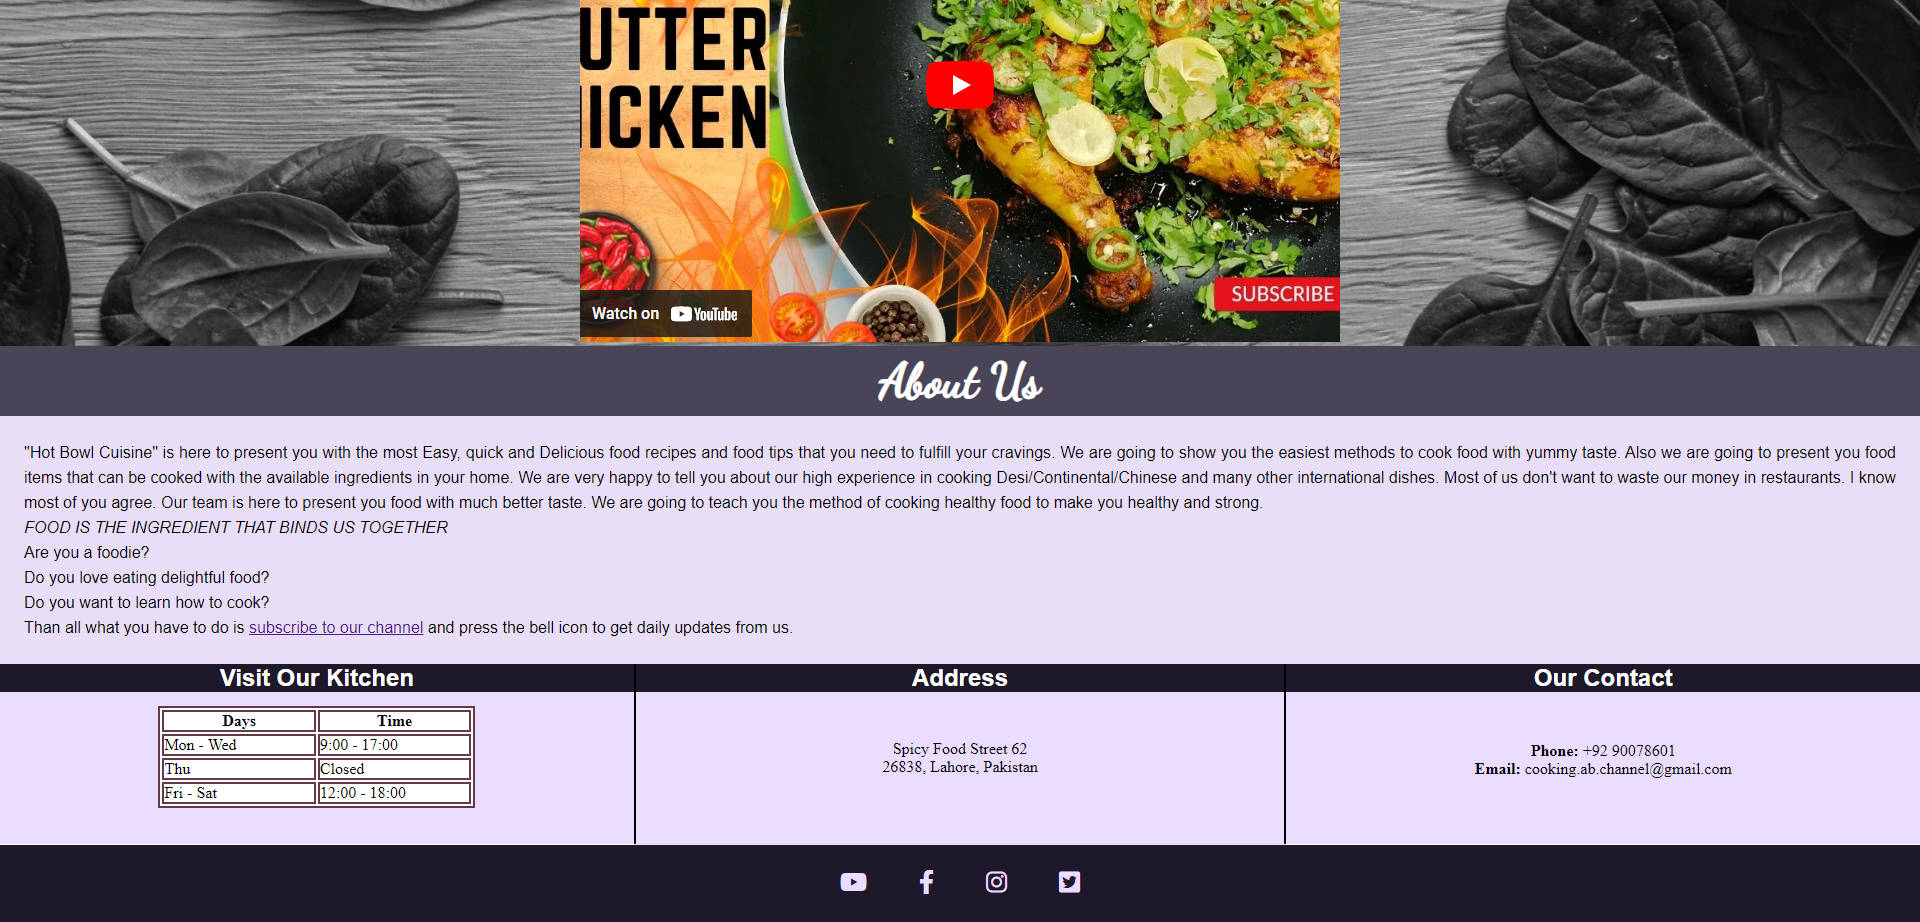 UTTER
ICKEN
SUBSCRIBE
Watch on YouTube
About Us
"Hot Bowl Cuisine" is here to present you with the most Easy, quick and Delicious food recipes and food tips that you need to fulfill your cravings. We are going to show you the easiest methods to cook food with yummy taste. Also we are going to present you food
items that can be cooked with the available ingredients in your home. We are very happy to tell you about our high experience in cooking Desi/Continental/Chinese and many other international dishes. Most of us don't want to waste our money in restaurants. I know
most of you agree. Our team is here to present you food with much better taste. We are going to teach you the method of cooking healthy food to make you healthy and strong.
FOOD IS THE INGREDIENT THAT BINDS US TOGETHER
Are you a foodie?
Do you love eating delightful food?
Do you want to learn how to cook?
Than all what you have to do is subscribe to our channel and press the bell icon to get daily updates from us.
Visit Our Kitchen
Days Time
Mon - Wed 9:00 - 17:00
Thu Closed
Fri - Sat 12:00 - 18:00
Address
Spicy Food Street 62
26838, Lahore, Pakistan
Our Contact
Phone: +92 90078601
Email: cooking.ab.channel@gmail.com